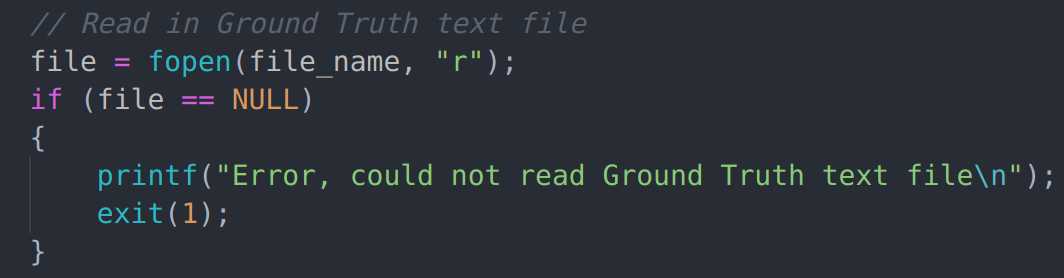 // Read in Ground Truth text file
file = fopen(file_name, "r");
if (file == NULL)
{
    printf("Error, could not read Ground Truth text file\n");
    exit(1);
}